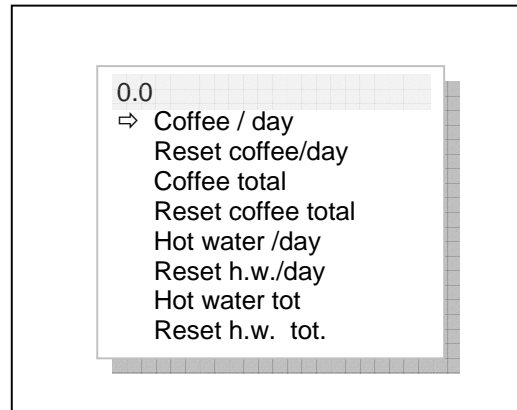 0.0
⇨ Coffee / day
Reset coffee/day
Coffee total
Reset coffee total
Hot water /day
Reset h.w./day
Hot water tot
Reset h.w.  tot.